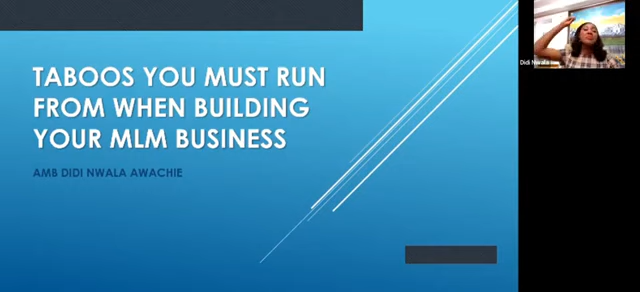 TABOOS YOU MUST RUN
FROM WHEN BUILDING
YOUR MLM BUSINESS
AMB DIDI NWALA AWACHIE
Didi Nwala